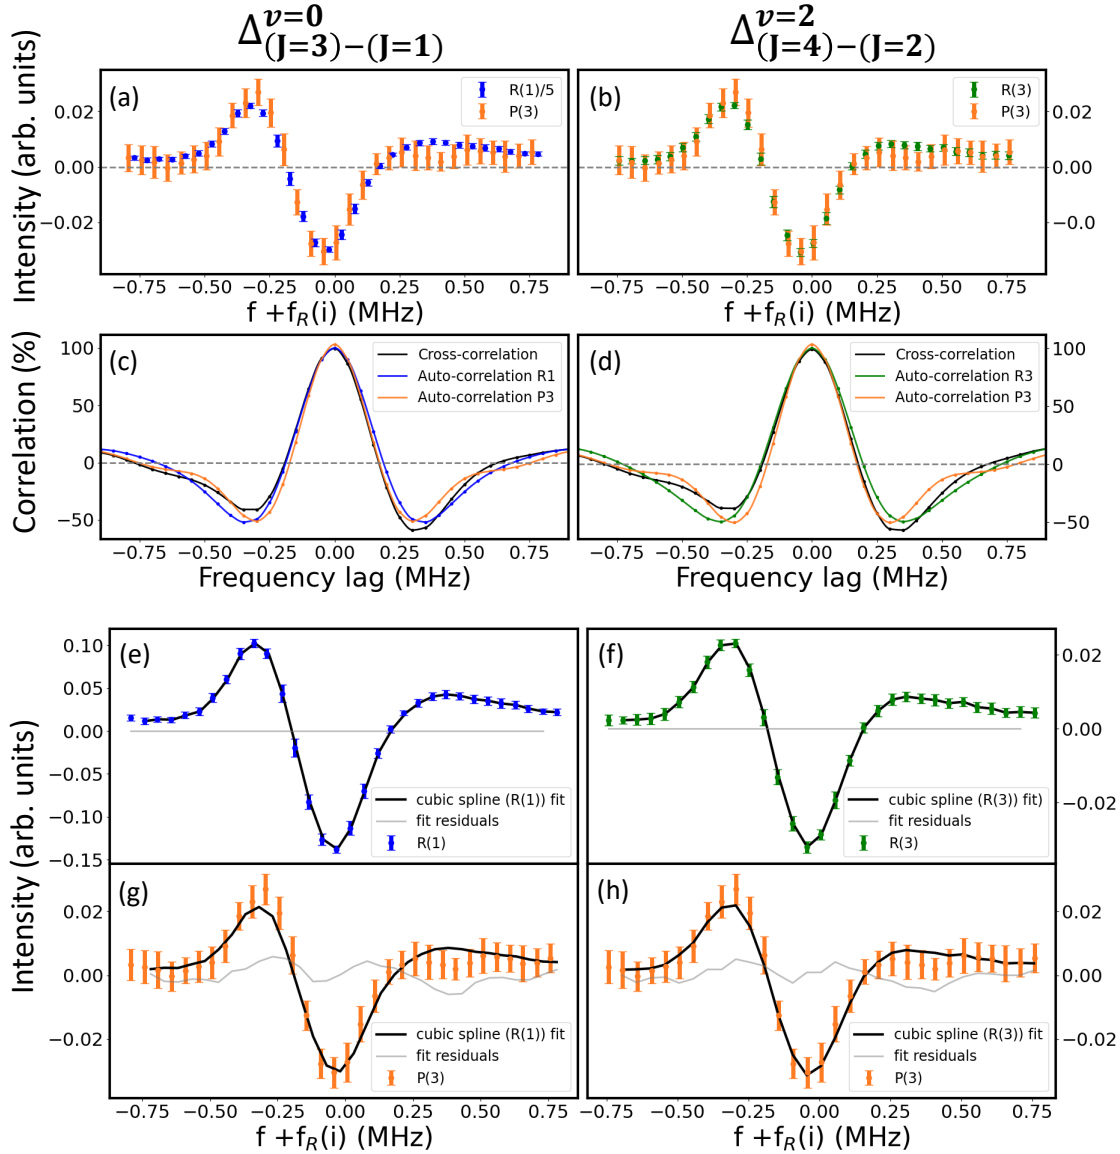 Δ^{v=0}_{(J=3)−(J=1)}
Δ^{v=2}_{(J=4)−(J=2)}
Intensity (arb. units)
(a)
R(1)/5
P(3)
0.02
0.00
−0.02
−0.75 −0.50 −0.25 0.00 0.25 0.50 0.75
f +f_R(i) (MHz)
(b)
R(3)
P(3)
0.02
0.00
−0.0
−0.75 −0.50 −0.25 0.00 0.25 0.50 0.75
f +f_R(i) (MHz)
Correlation (%)
(c)
Cross-correlation
Auto-correlation R1
Auto-correlation P3
100
50
0
−50
−0.75 −0.50 −0.25 0.00 0.25 0.50 0.75
Frequency lag (MHz)
(d)
Cross-correlation
Auto-correlation R3
Auto-correlation P3
100
50
0
−50
−0.75 −0.50 −0.25 0.00 0.25 0.50 0.75
Frequency lag (MHz)
Intensity (arb. units)
(e)
0.10
0.05
0.00
−0.05
−0.10
−0.15
cubic spline (R(1)) fit
fit residuals
R(1)
(f)
0.02
0.00
−0.02
cubic spline (R(3)) fit)
fit residuals
R(3)
(g)
0.02
0.00
−0.02
cubic spline (R(1)) fit
fit residuals
P(3)
−0.75 −0.50 −0.25 0.00 0.25 0.50 0.75
f +f_R(i) (MHz)
(h)
0.02
0.00
−0.02
cubic spline (R(3)) fit
fit residuals
P(3)
−0.75 −0.50 −0.25 0.00 0.25 0.50 0.75
f +f_R(i) (MHz)